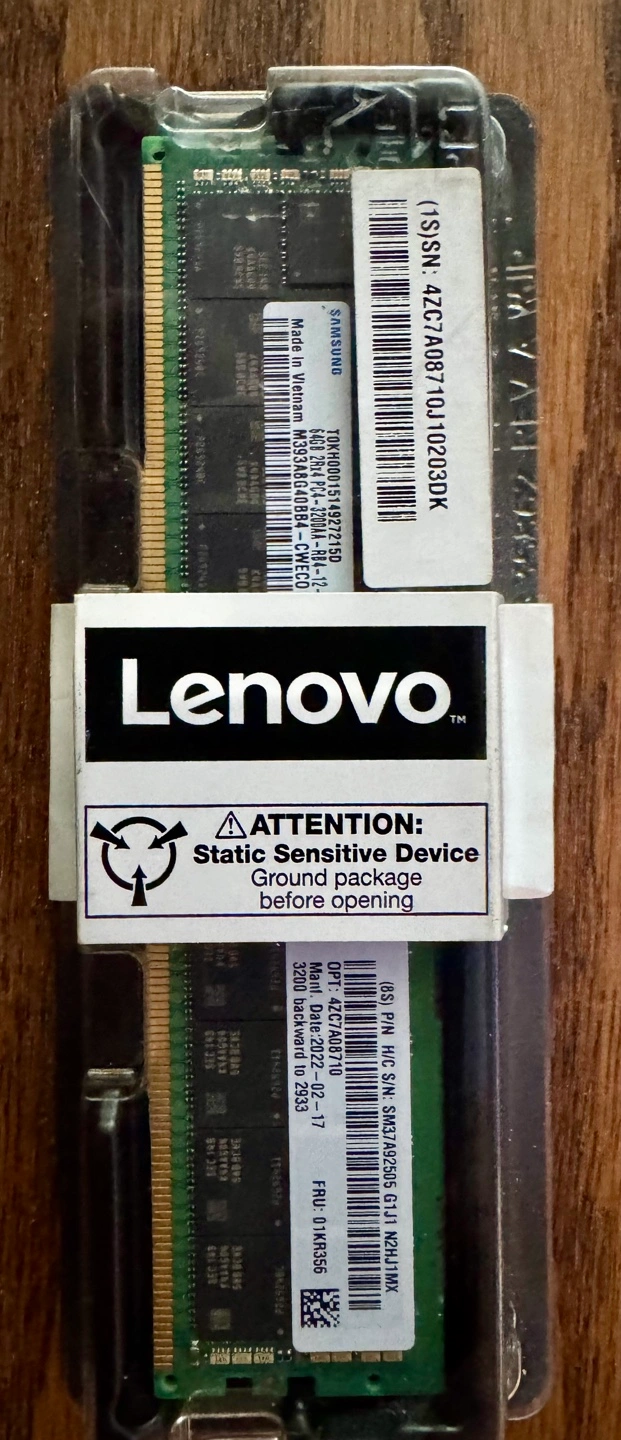 (1S)SN: 4ZC7A08710J10203DK
SAMSUNG
T0KH0001514927215D
64GB 2Rx4 PC4-3200AA-RB4-12-
M393A8G40BB4-CWECO
Made In Vietnam
Lenovo™
ATTENTION:
Static Sensitive Device
Ground package
before opening
(8S) P/N H/C S/N: SM37A92505 G1J1 N2HJ1MX
OPT: 4ZC7A08710
Manf. Date:2022-02-17
FRU: 01KR356
3200 backward to 2933